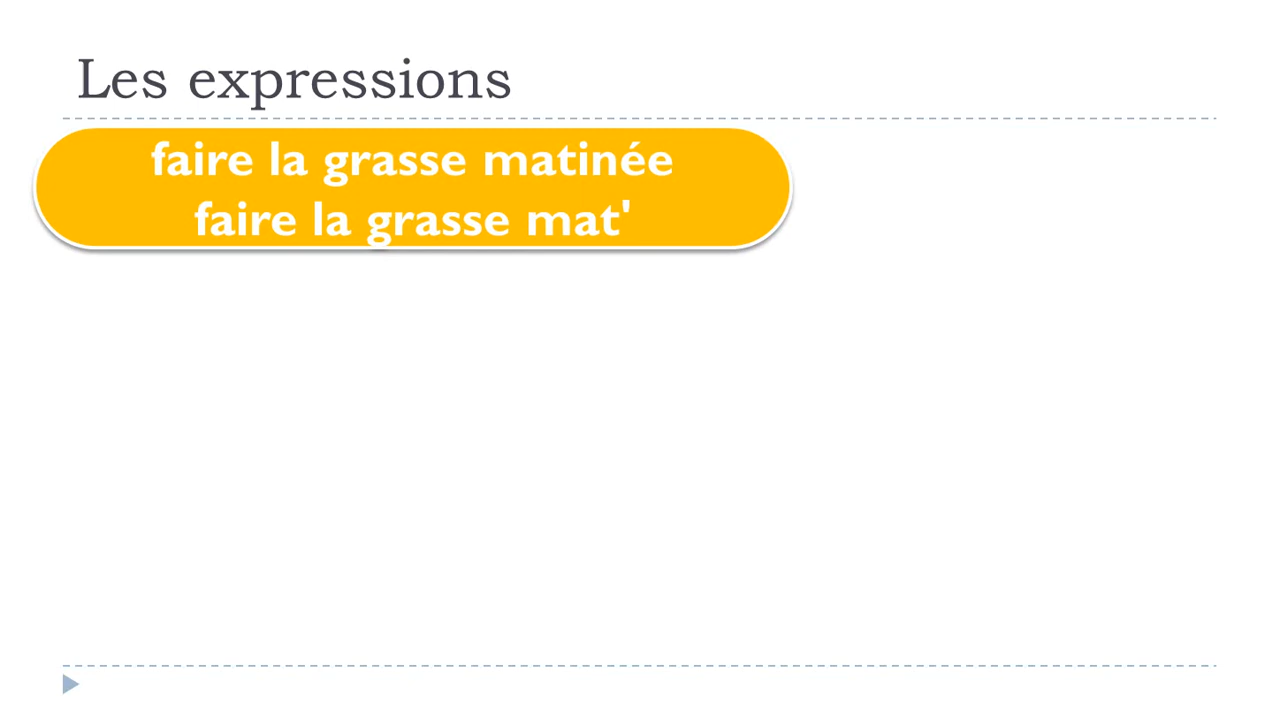 Les expressions
faire la grasse matinée
faire la grasse mat'